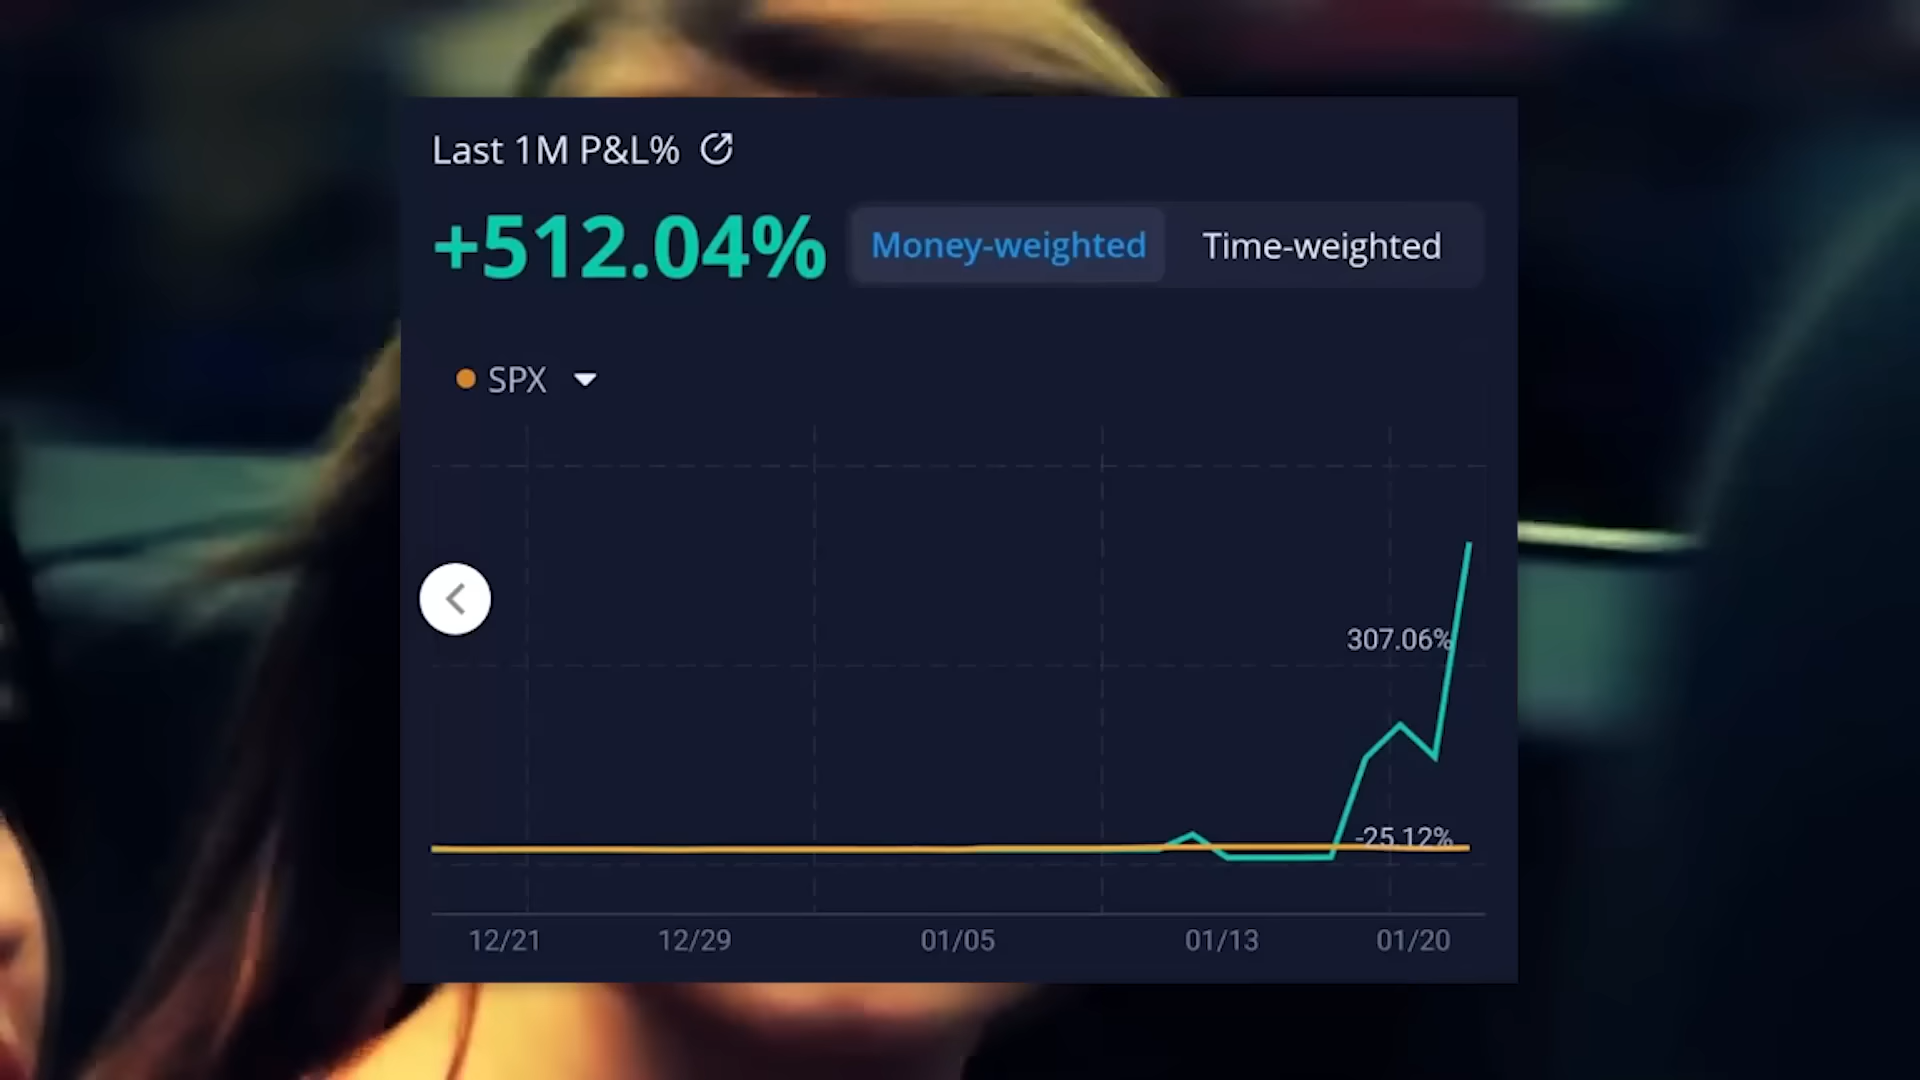 Last 1M P&L%
+512.04% Money-weighted Time-weighted
SPX
307.06%
-25.12%
12/21 12/29 01/05 01/13 01/20